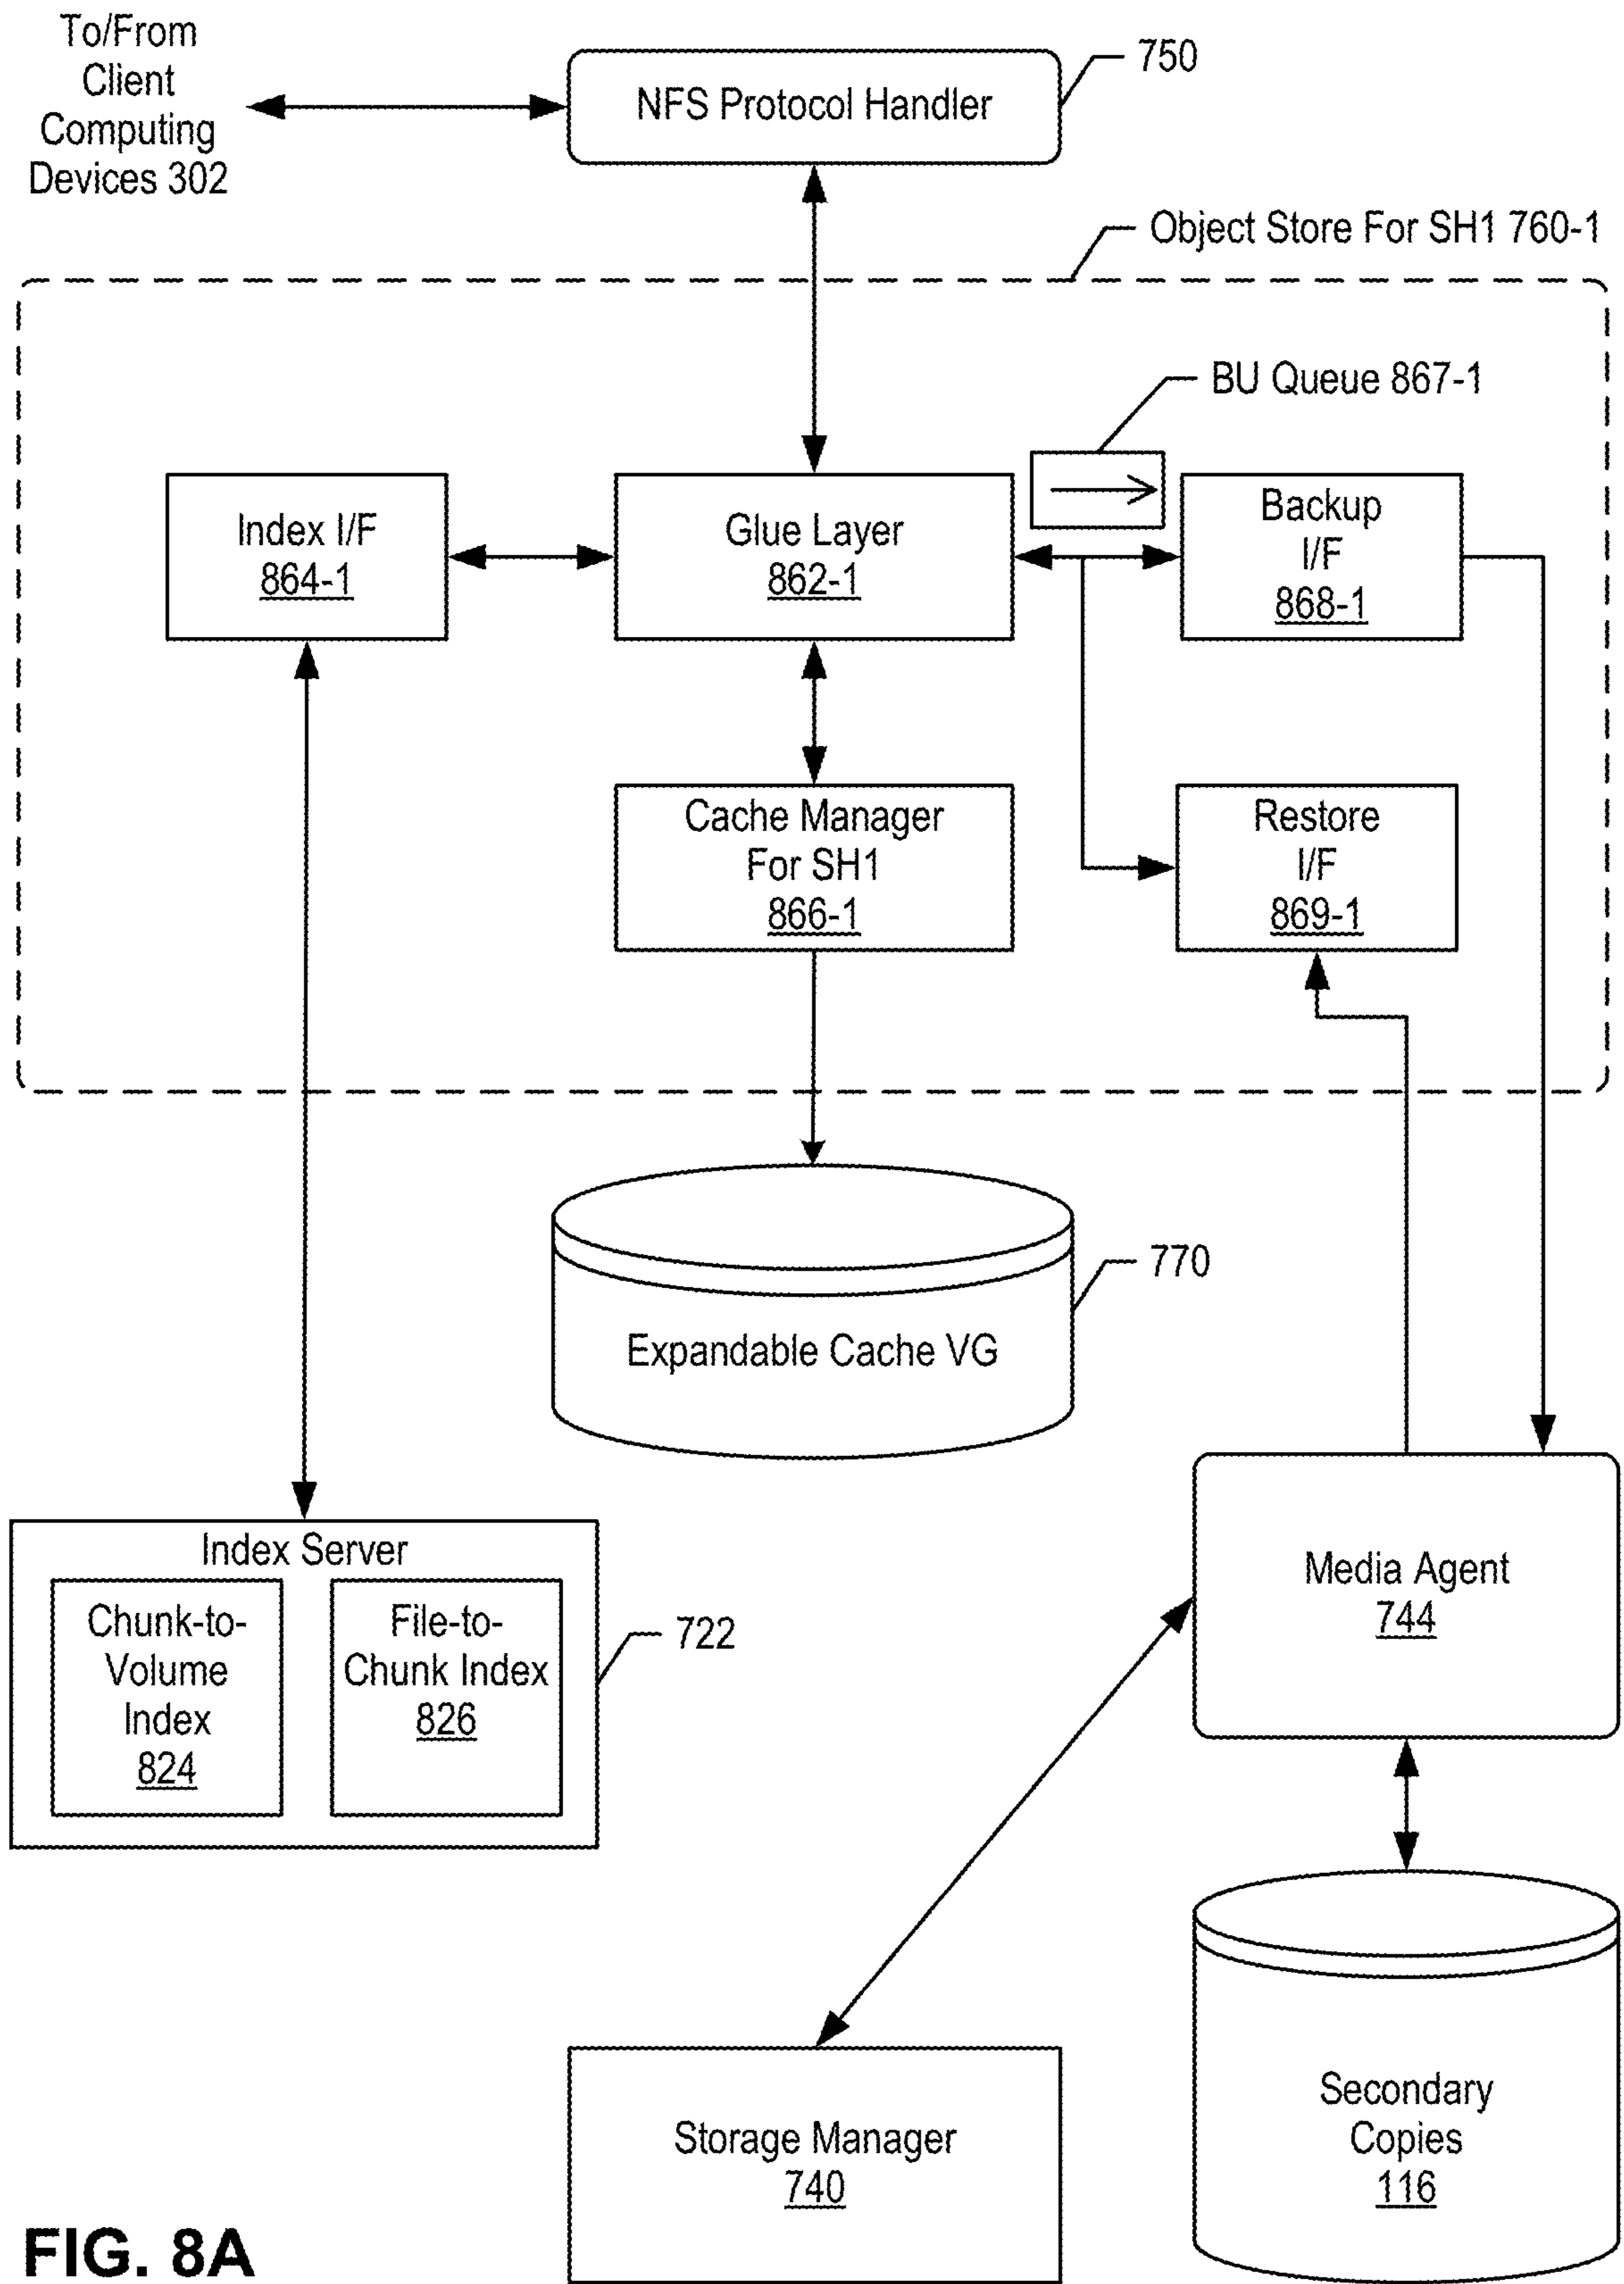 To/From
Client
Computing
Devices 302
NFS Protocol Handler
750
Object Store For SH1 760-1
BU Queue 867-1
Index I/F
864-1
Glue Layer
862-1
Backup
I/F
868-1
Cache Manager
For SH1
866-1
Restore
I/F
869-1
Expandable Cache VG
770
Index Server
Chunk-to-
Volume
Index
824
File-to-
Chunk Index
826
722
Media Agent
744
Storage Manager
740
Secondary
Copies
116
FIG. 8A